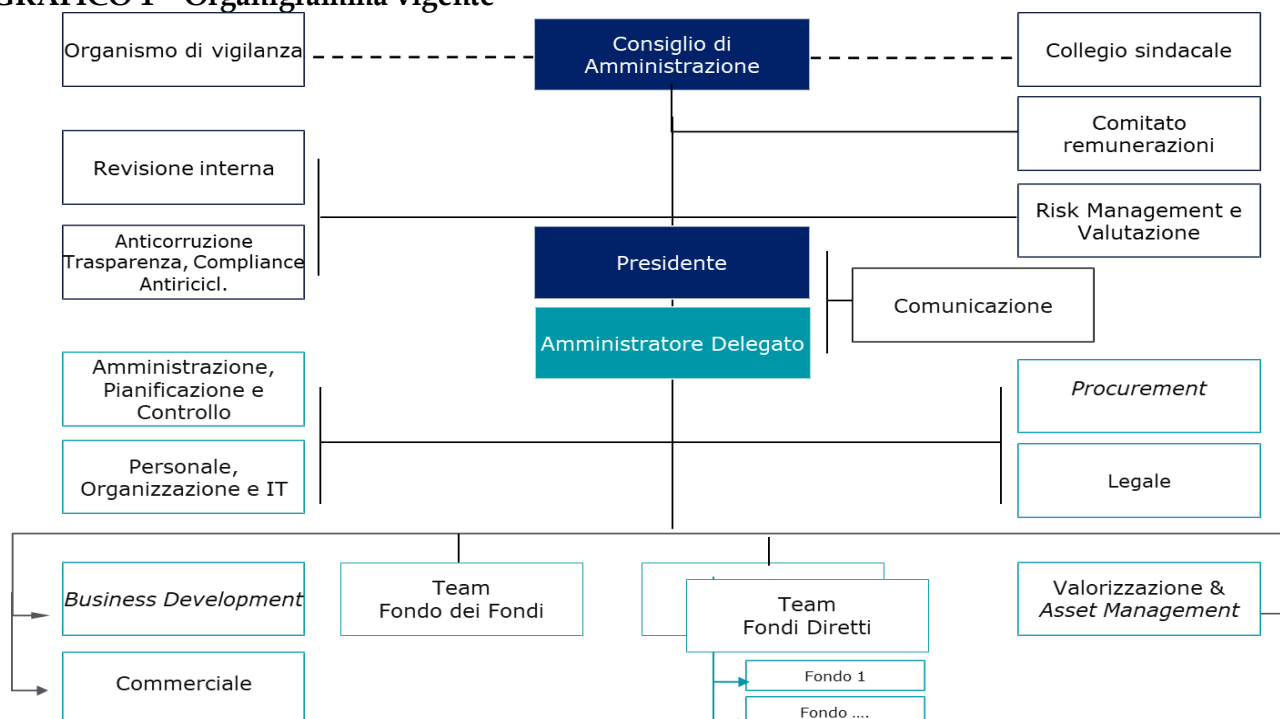 GRAFICO 1 - Organigramma vigente
Organismo di vigilanza
Consiglio di
Amministrazione
Collegio sindacale
Comitato
remunerazioni
Revisione interna
Risk Management e
Valutazione
Anticorruzione
Trasparenza, Compliance
Antiricicl.
Presidente
Comunicazione
Amministratore Delegato
Amministrazione,
Pianificazione e
Controllo
Procurement
Personale,
Organizzazione e IT
Legale
Business Development
Team
Fondo dei Fondi
Team
Fondi Diretti
Valorizzazione &
Asset Management
Commerciale
Fondo 1
Fondo ....